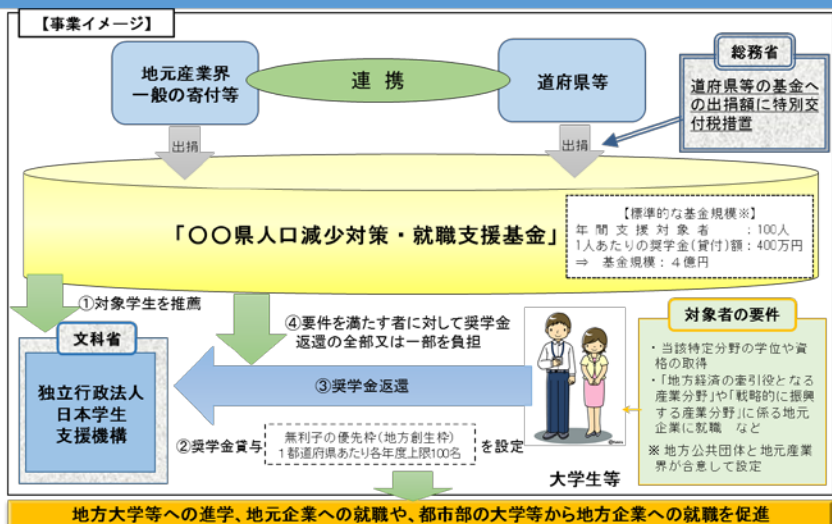 【事業イメージ】
地元産業界
一般の寄付等
連 携
道府県等
総務省
道府県等の基金へ
の出捐額に特別交
付税措置
出捐
出捐
「〇〇県人口減少対策・就職支援基金」
【標準的な基金規模※】
年間支援対象者 ：100人
1人あたりの奨学金(貸付)額：400万円
⇒ 基金規模：４億円
①対象学生を推薦
文科省
独立行政法人
日本学生
支援機構
④要件を満たす者に対して奨学金
返還の全部又は一部を負担
③奨学金返還
②奨学金貸与
無利子の優先枠(地方創生枠)
１都道府県あたり各年度上限100名
を設定
大学生等
対象者の要件
・当該特定分野の学位や資
格の取得
・「地方経済の牽引役となる
産業分野」や「戦略的に振興
する産業分野」に係る地元
企業に就職 など
※ 地方公共団体と地元産業
界が合意して設定
地方大学等への進学、地元企業への就職や、都市部の大学等から地方企業への就職を促進